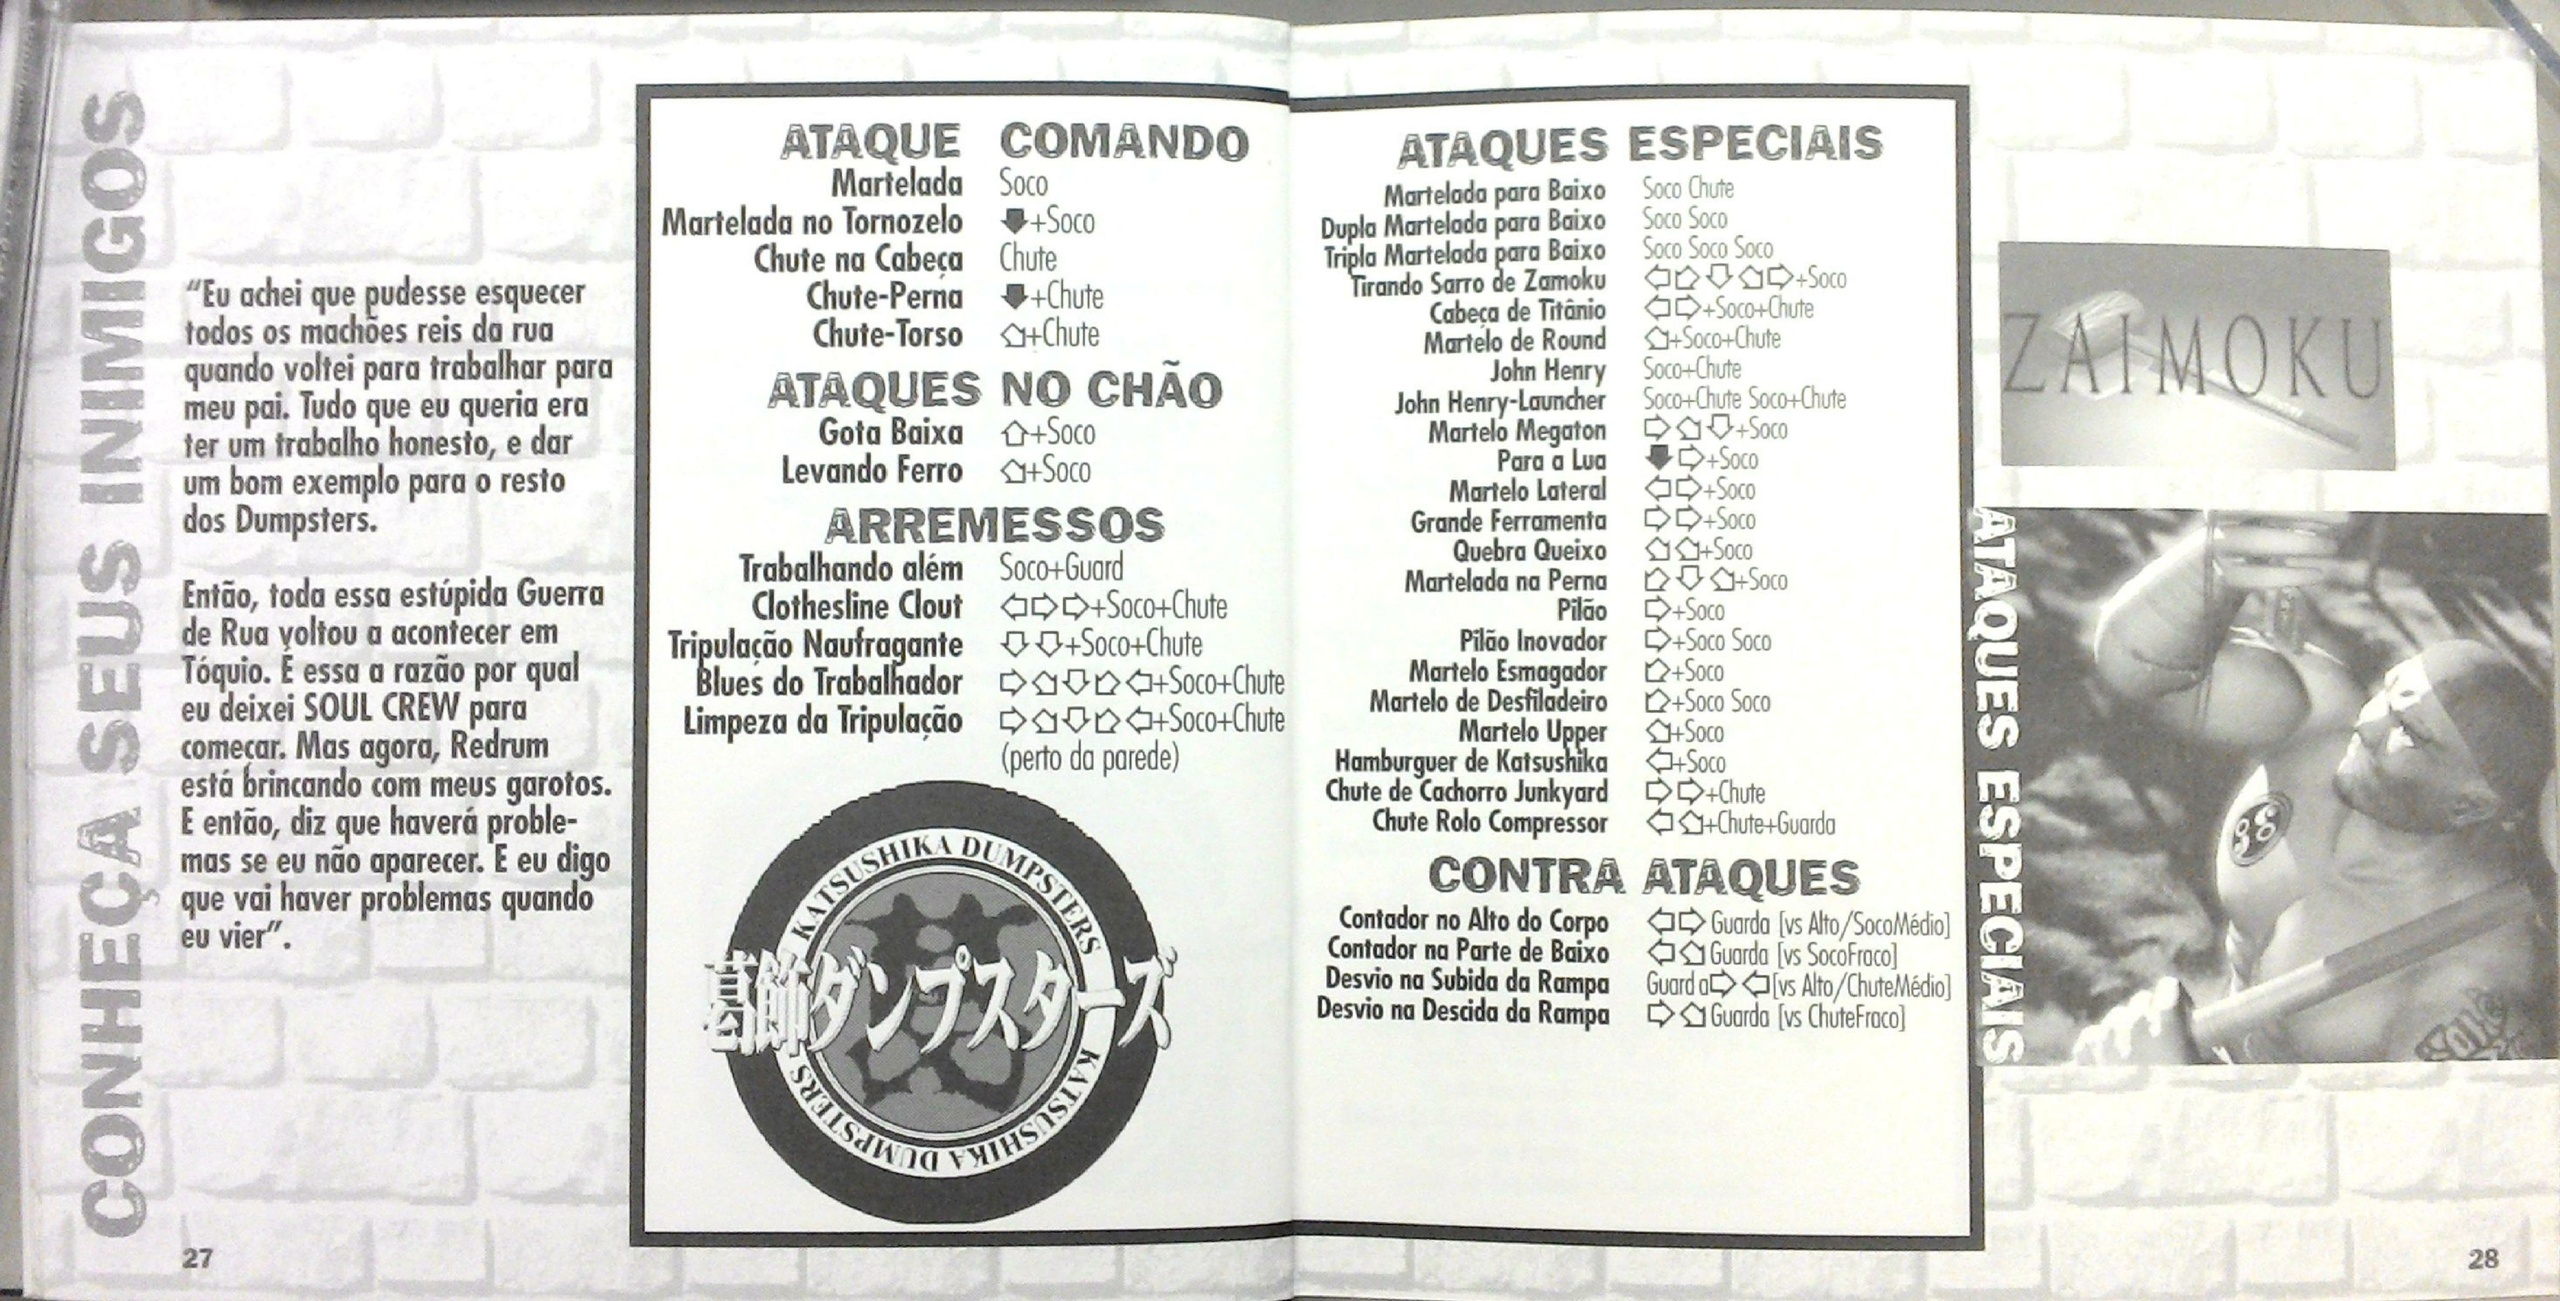 CONHEÇA SEUS INIMIGOS
“Eu achei que pudesse esquecer
todos os machões reis da rua
quando voltei para trabalhar para
meu pai. Tudo que eu queria era
ter um trabalho honesto, e dar
um bom exemplo para o resto
dos Dumpsters.
Então, toda essa estúpida Guerra
de Rua voltou a acontecer em
Tóquio. É essa a razão por qual
eu deixei SOUL CREW para
começar. Mas agora, Redrum
está brincando com meus garotos.
E então, diz que haverá proble-
mas se eu não aparecer. E eu digo
que vai haver problemas quando
eu vier”.
27
ATAQUE COMANDO
Martelada Soco
Martelada no Tornozelo ⬇+Soco
Chute na Cabeça Chute
Chute-Perna ⬇+Chute
Chute-Torso ⬁+Chute
ATAQUES NO CHÃO
Gota Baixa ⇧+Soco
Levando Ferro ⬁+Soco
ARREMESSOS
Trabalhando além Soco+Guard
Clothesline Clout ⇦⇨⇨+Soco+Chute
Tripulação Naufragante ⇩⇩+Soco+Chute
Blues do Trabalhador ⇨⬂⇩⬃⇦+Soco+Chute
Limpeza da Tripulação ⇨⬂⇩⬃⇦+Soco+Chute
(perto da parede)
KATSUSHIKA DUMPSTERS
葛飾ダンプスターズ
KATSUSHIKA DUMPSTERS
ATAQUES ESPECIAIS
Martelada para Baixo Soco Chute
Dupla Martelada para Baixo Soco Soco
Tripla Martelada para Baixo Soco Soco Soco
Tirando Sarro de Zamoku ⇦⬃⇩⬂⇨+Soco
Cabeça de Titânio ⇦⇨+Soco+Chute
Martelo de Round ⬁+Soco+Chute
John Henry Soco+Chute
John Henry-Launcher Soco+Chute Soco+Chute
Martelo Megaton ⇨⬂⇩+Soco
Para a Lua ⬇⇨+Soco
Martelo Lateral ⇦⇨+Soco
Grande Ferramenta ⇨⇨+Soco
Quebra Queixo ⬂⬂+Soco
Martelada na Perna ⬃⇩⬂+Soco
Pilão ⇨+Soco
Pilão Inovador ⇨+Soco Soco
Martelo Esmagador ⬃+Soco
Martelo de Desfiladeiro ⬃+Soco Soco
Martelo Upper ⬂+Soco
Hamburguer de Katsushika ⇦+Soco
Chute de Cachorro Junkyard ⇨⇨+Chute
Chute Rolo Compressor ⇦⬂+Chute+Guarda
CONTRA ATAQUES
Contador no Alto do Corpo ⇦⇨ Guarda [vs Alto/SocoMédio]
Contador na Parte de Baixo ⇦⬂ Guarda [vs SocoFraco]
Desvio na Subida da Rampa Guard a⇨⇦[vs Alto/ChuteMédio]
Desvio na Descida da Rampa ⇨⬂ Guarda [vs ChuteFraco]
ZAIMOKU
ATAQUES ESPECIAIS
28